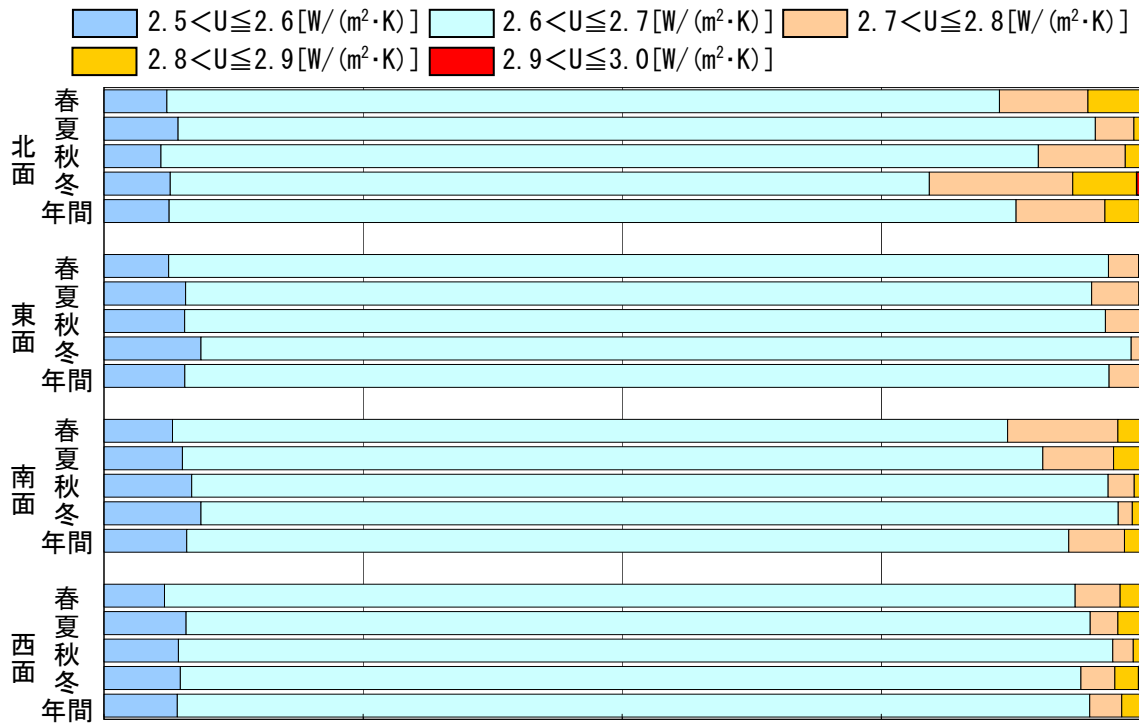 2.5<U≦2.6[W/(m²·K)] 2.6<U≦2.7[W/(m²·K)] 2.7<U≦2.8[W/(m²·K)]
2.8<U≦2.9[W/(m²·K)] 2.9<U≦3.0[W/(m²·K)]
北面
春
夏
秋
冬
年間
東面
春
夏
秋
冬
年間
南面
春
夏
秋
冬
年間
西面
春
夏
秋
冬
年間